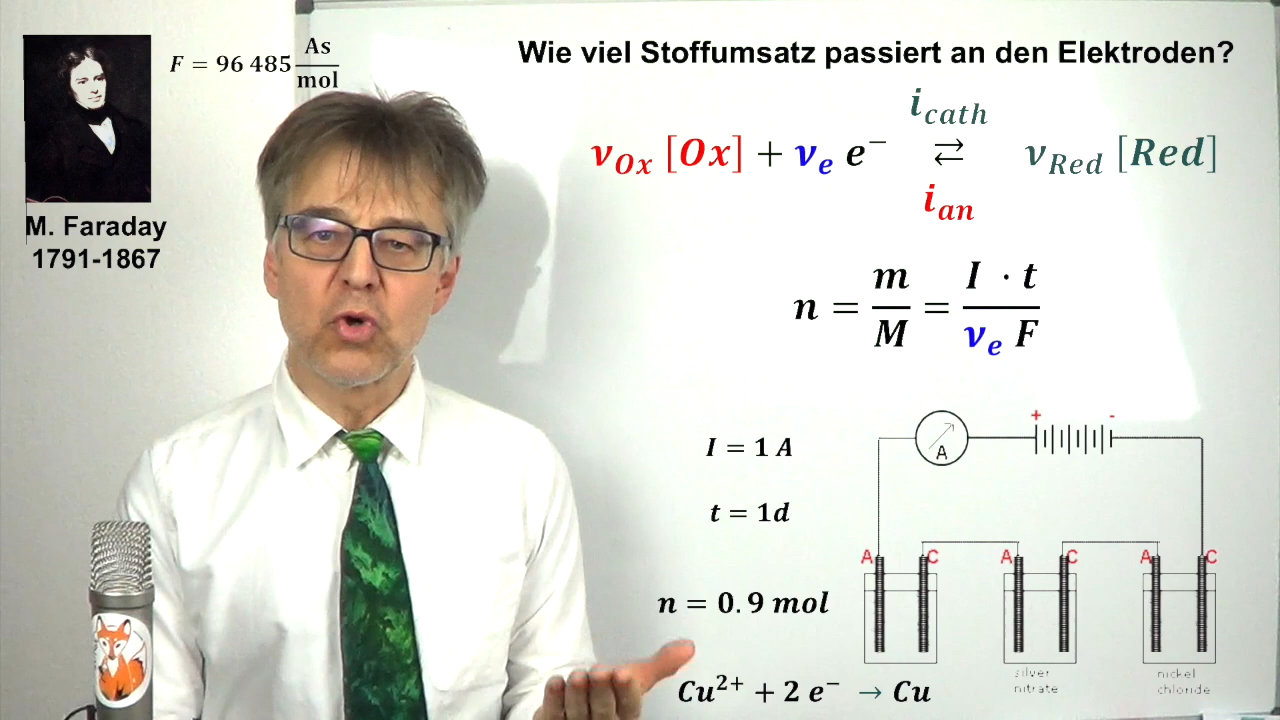 F = 96 485 As/mol
M. Faraday
1791-1867
Wie viel Stoffumsatz passiert an den Elektroden?
i_cath
ν_Ox [Ox] + ν_e e⁻ ⇄ ν_Red [Red]
i_an
n = m/M = I · t/ν_e F
I = 1 A
t = 1d
n = 0.9 mol
Cu²⁺ + 2 e⁻ → Cu
+ -
A
A C A C A C
silver
nitrate
nickel
chloride